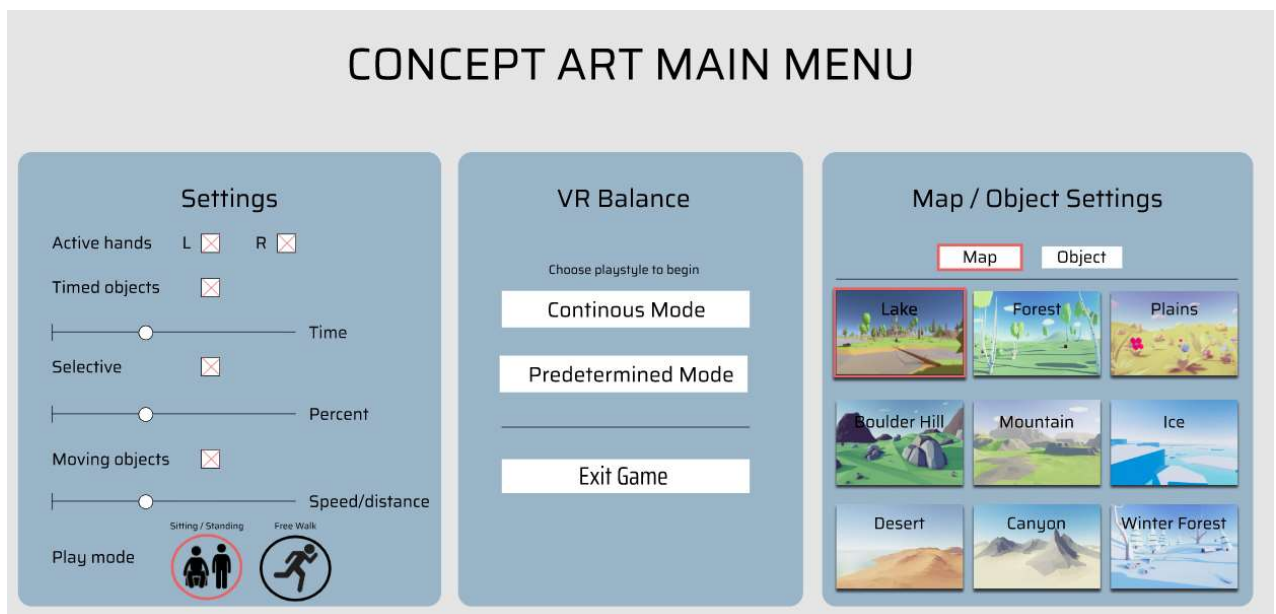 CONCEPT ART MAIN MENU
Settings
Active hands L R
Timed objects
Time
Selective
Percent
Moving objects
Speed/distance
Sitting / Standing Free Walk
Play mode
VR Balance
Choose playstyle to begin
Continous Mode
Predetermined Mode
Exit Game
Map / Object Settings
Map Object
Lake Forest Plains
Boulder Hill Mountain Ice
Desert Canyon Winter Forest